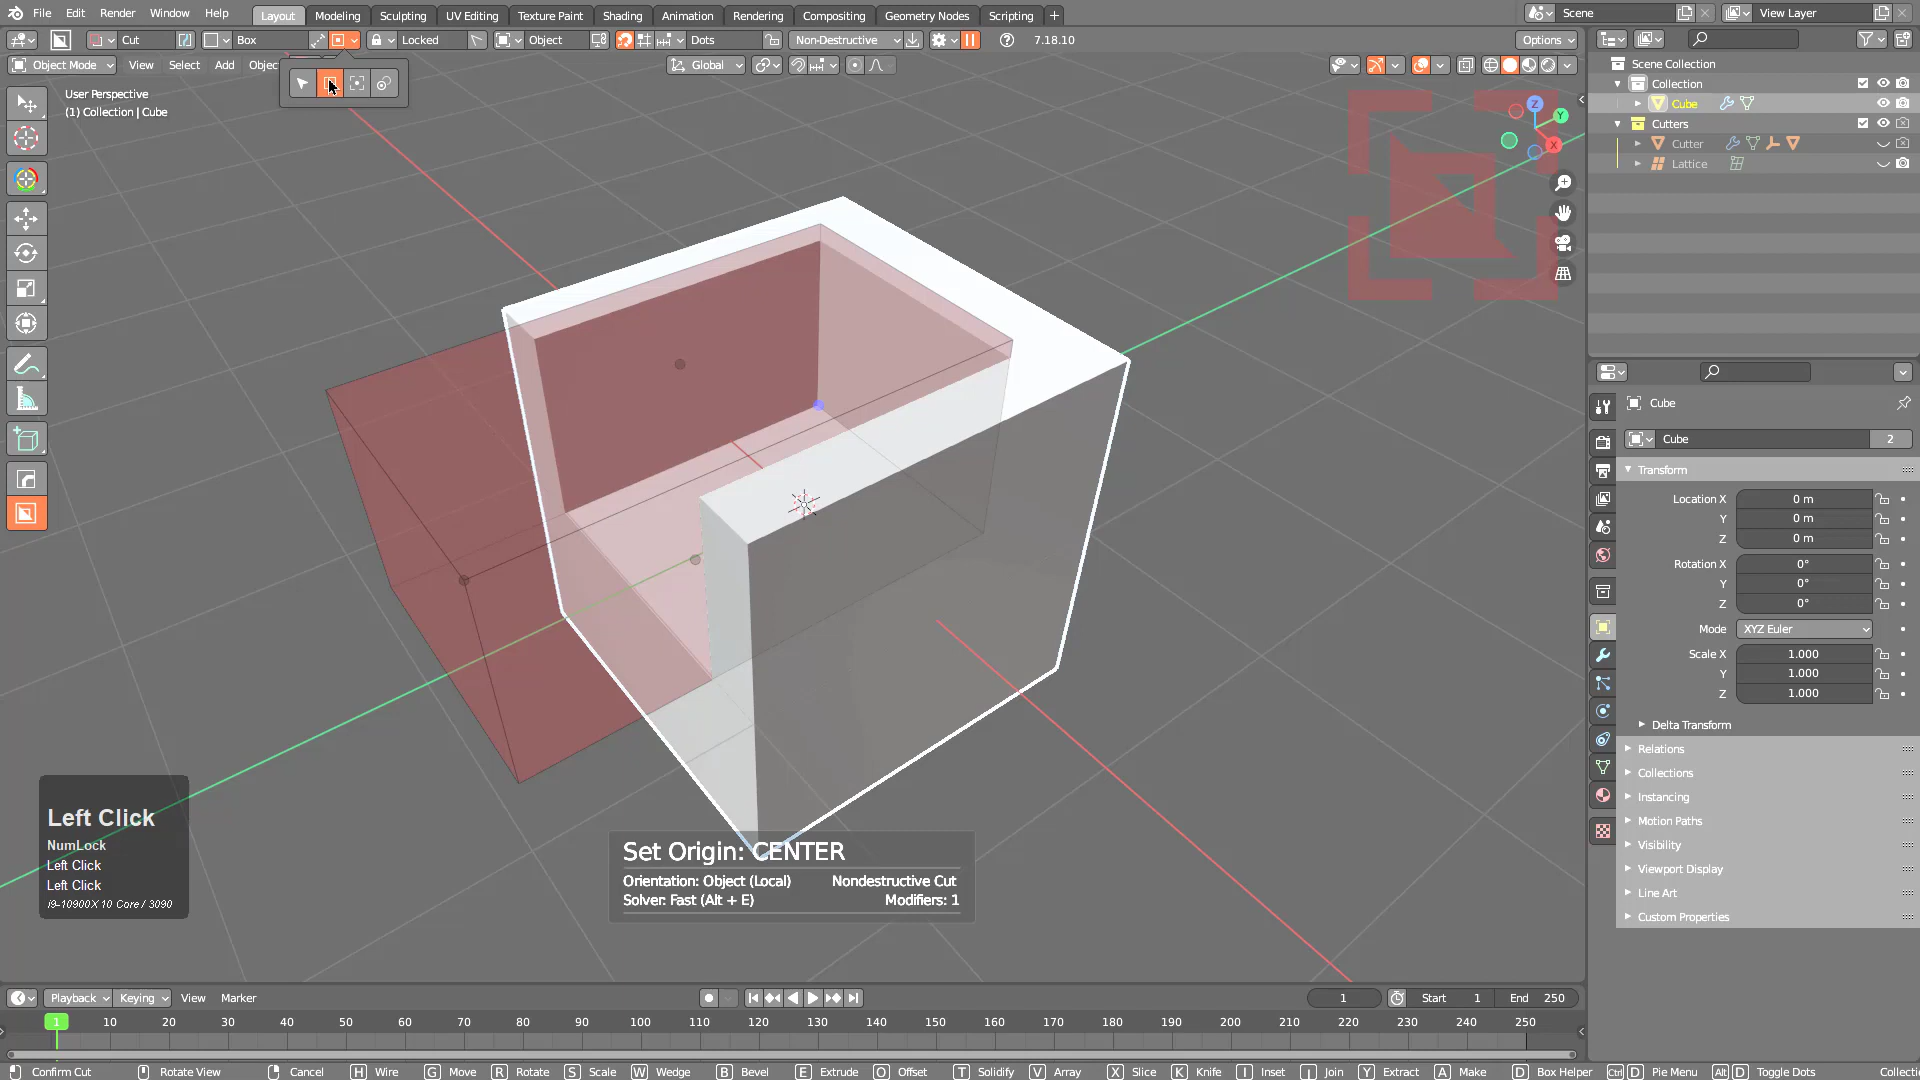 File Edit Render Window Help Layout Modeling Sculpting UV Editing Texture Paint Shading Animation Rendering Compositing Geometry Nodes Scripting + Scene View Layer
Cut Box Locked Object Dots Non-Destructive 7.18.10 Options
Object Mode View Select Add Objec Global
User Perspective
(1) Collection | Cube
Z
Y
X
Scene Collection
Collection
Cube
Cutters
Cutter
Lattice
Cube
Cube 2
Transform
Location X 0 m
Y 0 m
Z 0 m
Rotation X 0°
Y 0°
Z 0°
Mode XYZ Euler
Scale X 1.000
Y 1.000
Z 1.000
Delta Transform
Relations
Collections
Instancing
Motion Paths
Visibility
Viewport Display
Line Art
Custom Properties
Left Click
NumLock
Left Click
Left Click
i9-10900X 10 Core / 3090
Set Origin: CENTER
Orientation: Object (Local) Nondestructive Cut
Solver: Fast (Alt + E) Modifiers: 1
Playback Keying View Marker 1 Start 1 End 250
1 10 20 30 40 50 60 70 80 90 100 110 120 130 140 150 160 170 180 190 200 210 220 230 240 250
Confirm Cut Rotate View Cancel H Wire G Move R Rotate S Scale W Wedge B Bevel E Extrude O Offset T Solidify V Array X Slice K Knife I Inset J Join Y Extract A Make D Box Helper Ctrl D Pie Menu Alt D Toggle Dots Collectio